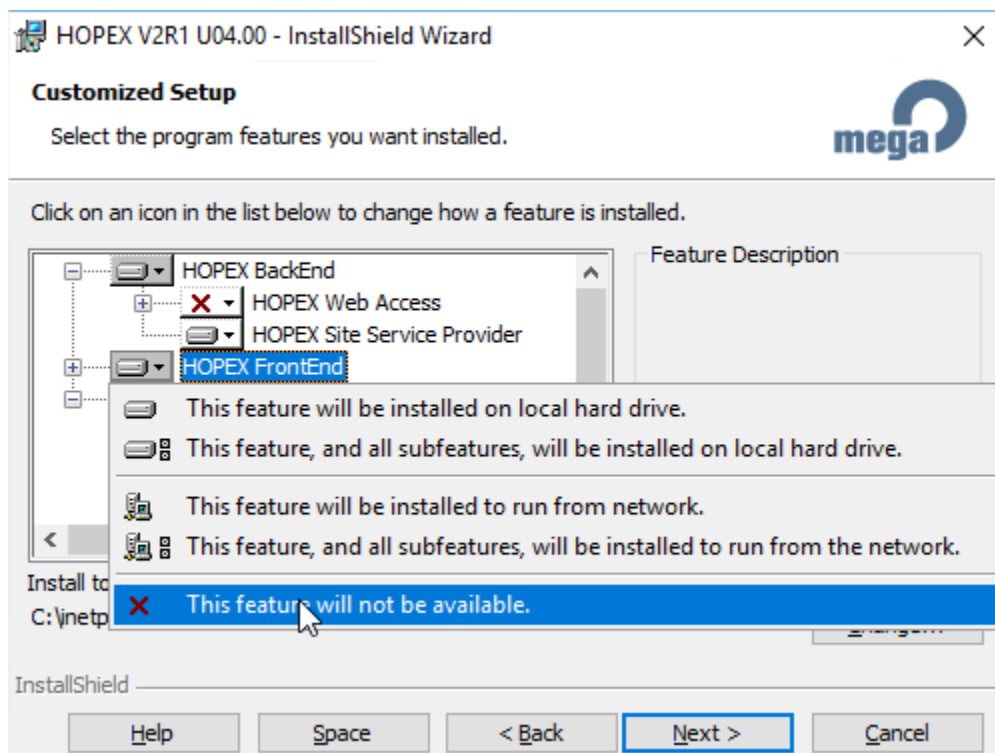 HOPEX V2R1 U04.00 - InstallShield Wizard
Customized Setup
Select the program features you want installed.
mega
Click on an icon in the list below to change how a feature is installed.
Feature Description
HOPEX BackEnd
HOPEX Web Access
HOPEX Site Service Provider
HOPEX FrontEnd
This feature will be installed on local hard drive.
This feature, and all subfeatures, will be installed on local hard drive.
This feature will be installed to run from network.
This feature, and all subfeatures, will be installed to run from the network.
Install to
This feature will not be available.
C:\inetp
InstallShield
Help
Space
< Back
Next >
Cancel